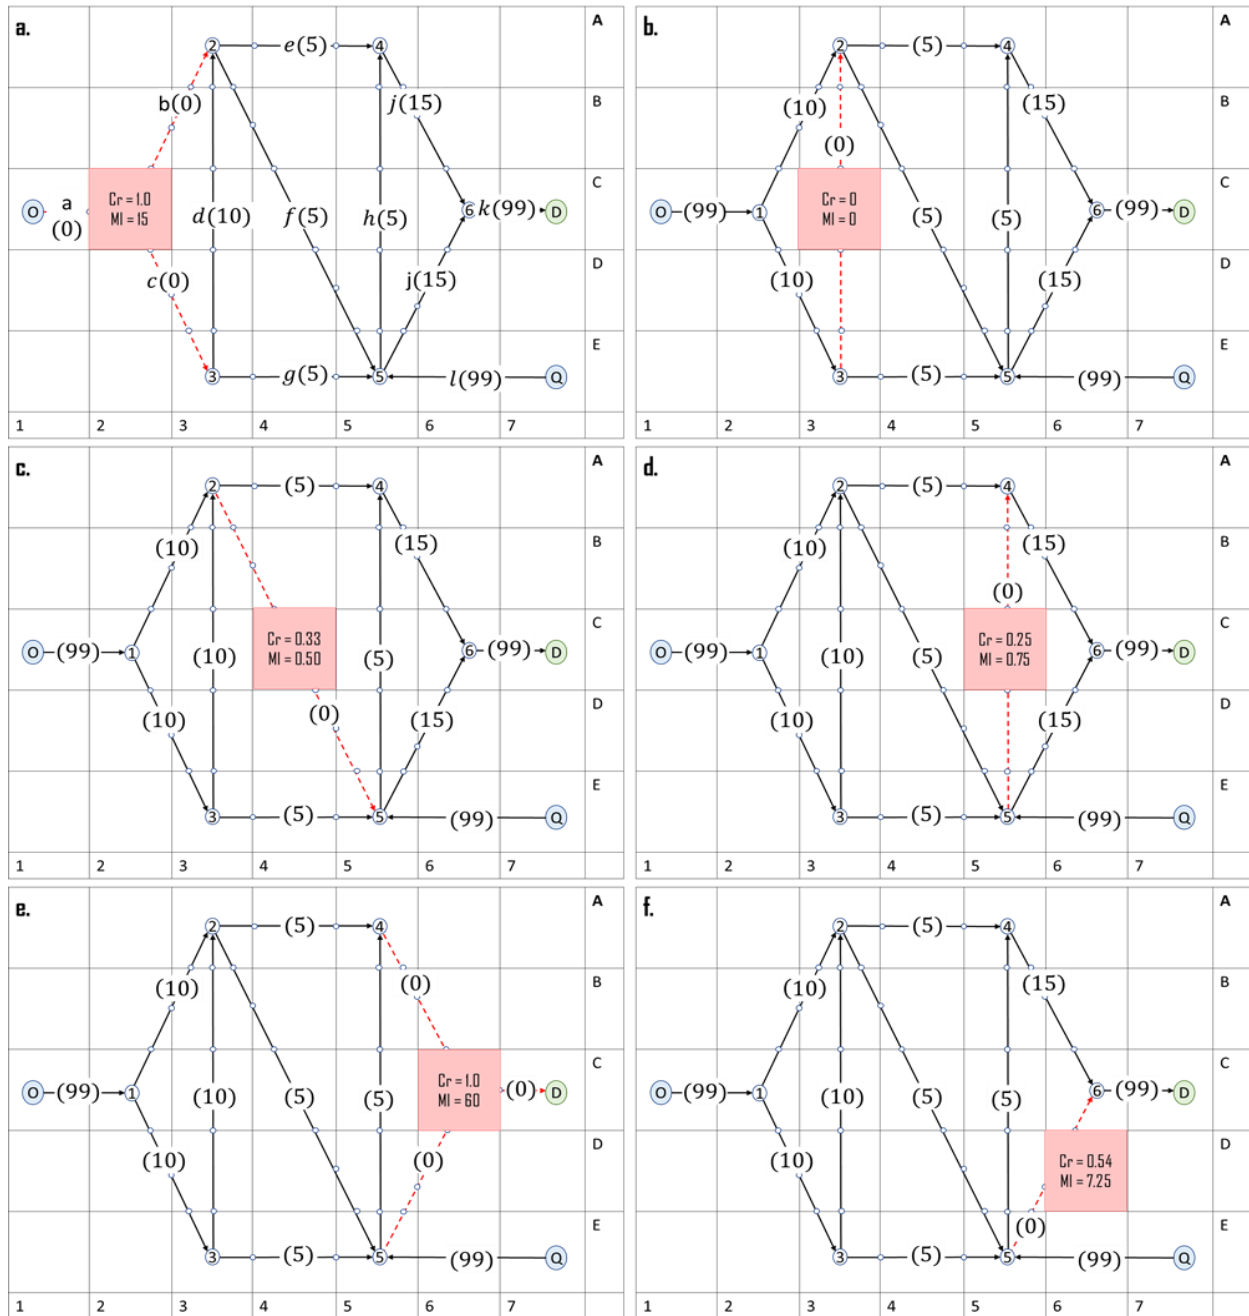 a.
A
2
e(5)
4
b(0)
j(15)
B
C
O
a
(0)
Cr = 1.0
MI = 15
d(10)
f(5)
h(5)
6
k(99)
D
c(0)
j(15)
D
E
3
g(5)
5
l(99)
Q
1 2 3 4 5 6 7
b.
A
2
(5)
4
(10)
(15)
B
(0)
C
O
(99)
1
Cr = 0
MI = 0
(5)
(5)
6
(99)
D
(10)
(15)
D
E
3
(5)
5
(99)
Q
1 2 3 4 5 6 7
c.
A
2
(5)
4
(10)
(15)
B
C
O
(99)
1
(10)
Cr = 0.33
MI = 0.50
(5)
6
(99)
D
(10)
(0)
(15)
D
E
3
(5)
5
(99)
Q
1 2 3 4 5 6 7
d.
A
2
(5)
4
(10)
(15)
B
(0)
C
O
(99)
1
(10)
(5)
Cr = 0.25
MI = 0.75
6
(99)
D
(10)
(15)
D
E
3
(5)
5
(99)
Q
1 2 3 4 5 6 7
e.
A
2
(5)
4
(10)
(0)
B
C
O
(99)
1
(10)
(5)
(5)
Cr = 1.0
MI = 60
(0)
D
(10)
(0)
D
E
3
(5)
5
(99)
Q
1 2 3 4 5 6 7
f.
A
2
(5)
4
(10)
(15)
B
C
O
(99)
1
(10)
(5)
(5)
6
(99)
D
(10)
Cr = 0.54
MI = 7.25
D
E
(0)
3
(5)
5
(99)
Q
1 2 3 4 5 6 7